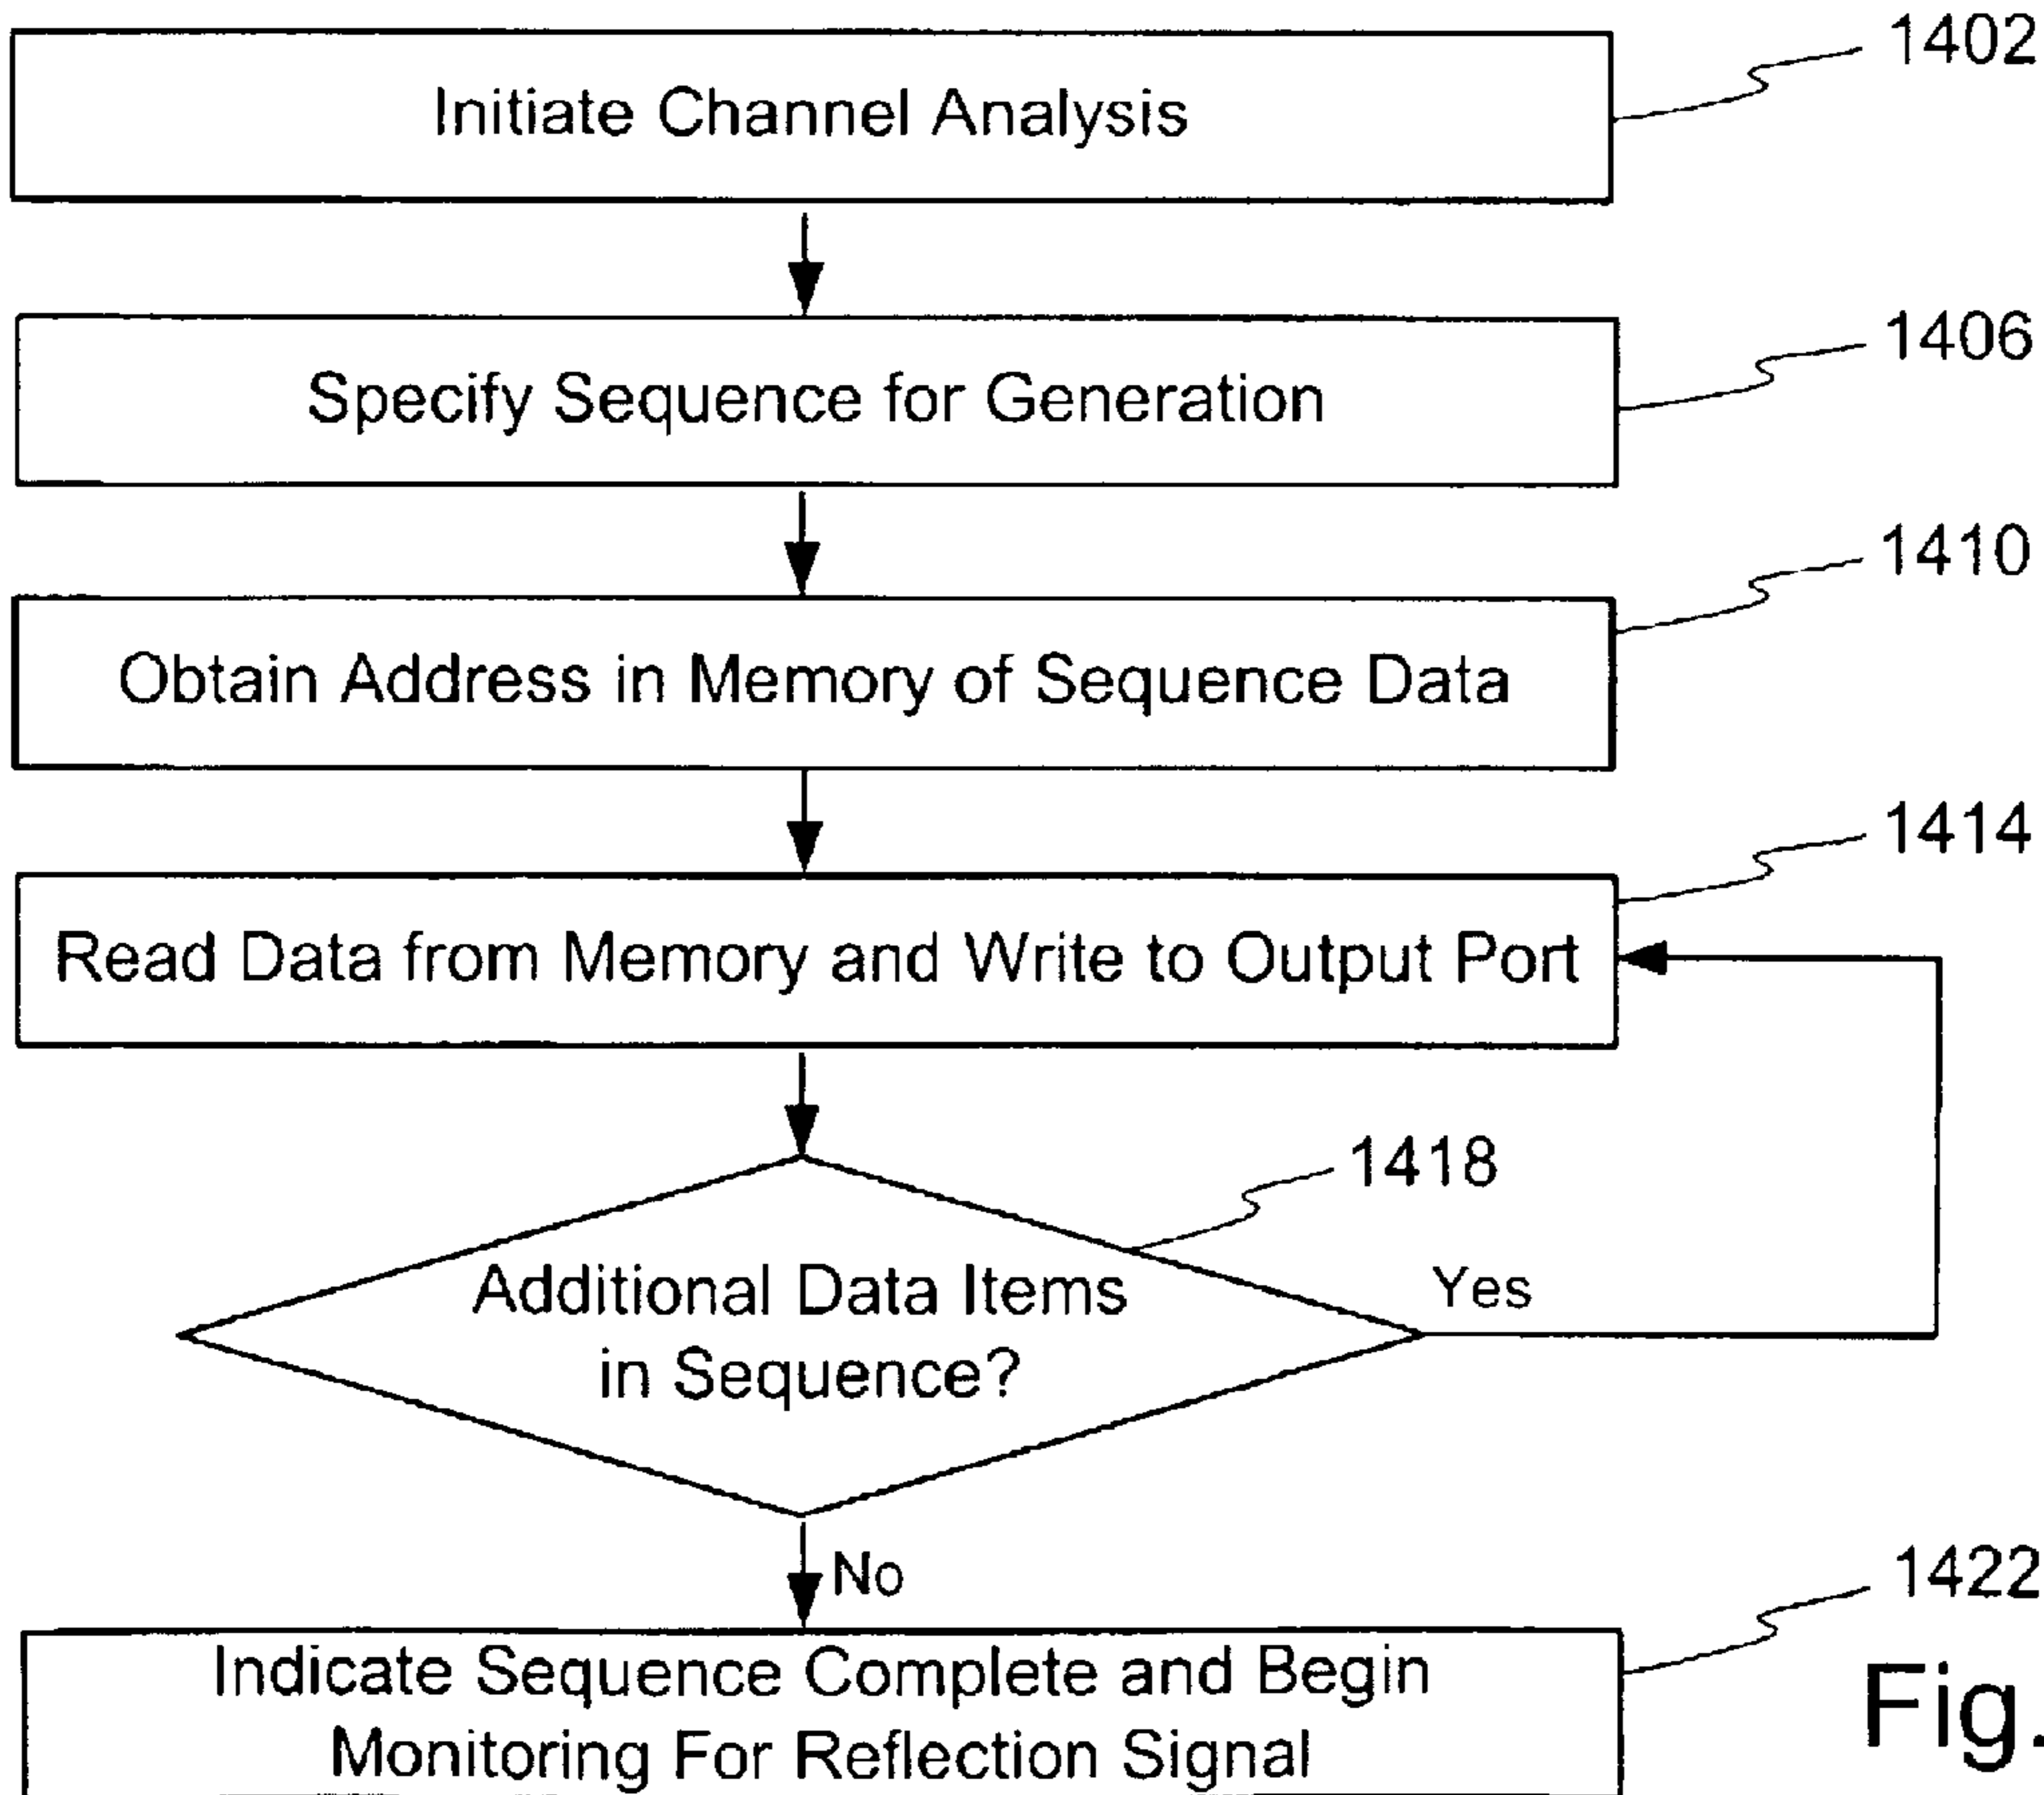 1402
Initiate Channel Analysis
1406
Specify Sequence for Generation
1410
Obtain Address in Memory of Sequence Data
1414
Read Data from Memory and Write to Output Port
1418
Additional Data Items
in Sequence?
Yes
No
1422
Indicate Sequence Complete and Begin
Monitoring For Reflection Signal
Fig.